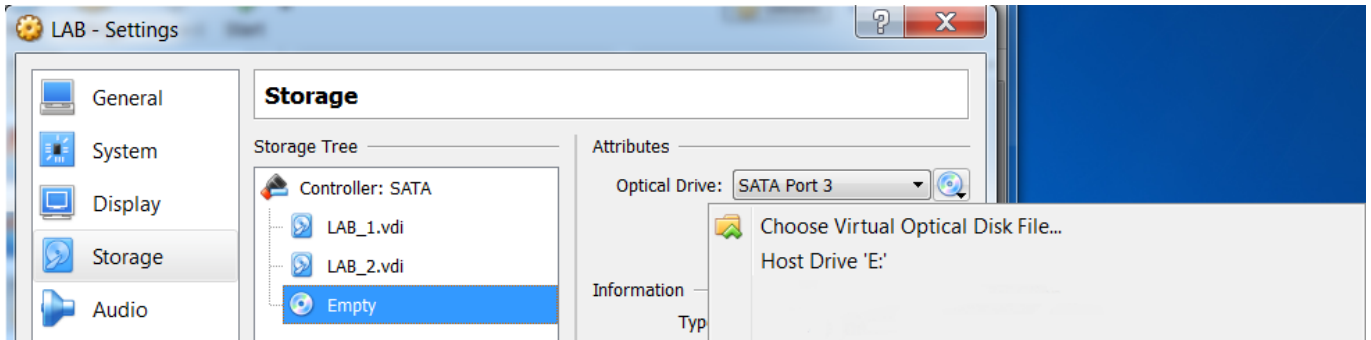 LAB - Settings
General
System
Display
Storage
Audio
Storage
Storage Tree
Controller: SATA
LAB_1.vdi
LAB_2.vdi
Empty
Attributes
Optical Drive: SATA Port 3
Choose Virtual Optical Disk File...
Host Drive 'E:'
Information
Typ